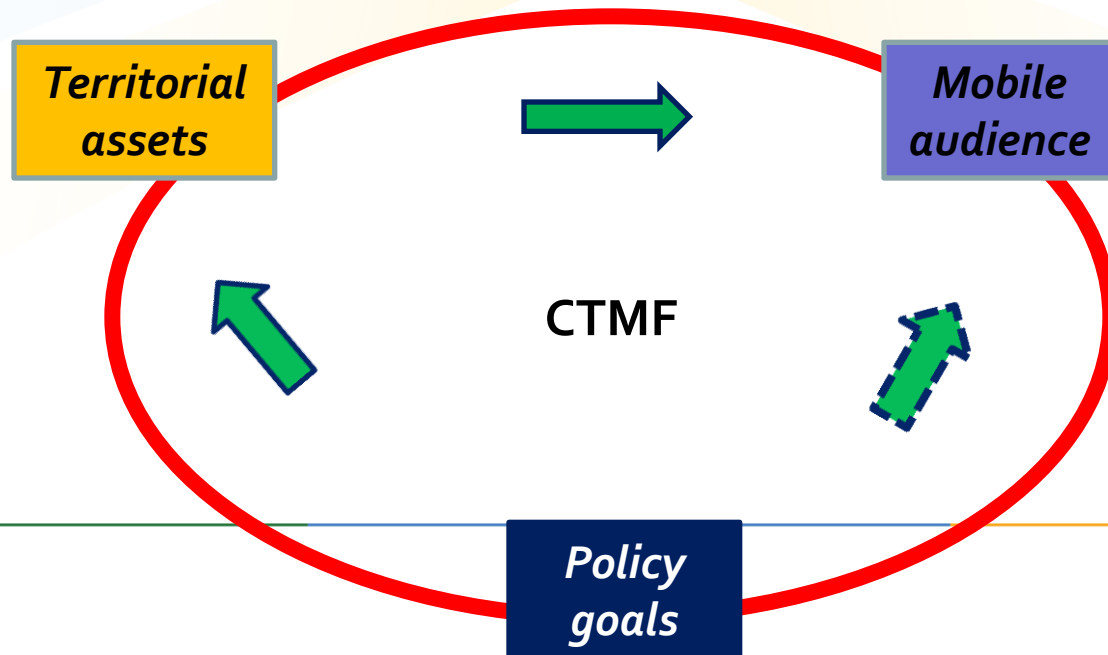 Territorial
assets
Mobile
audience
CTMF
Policy
goals